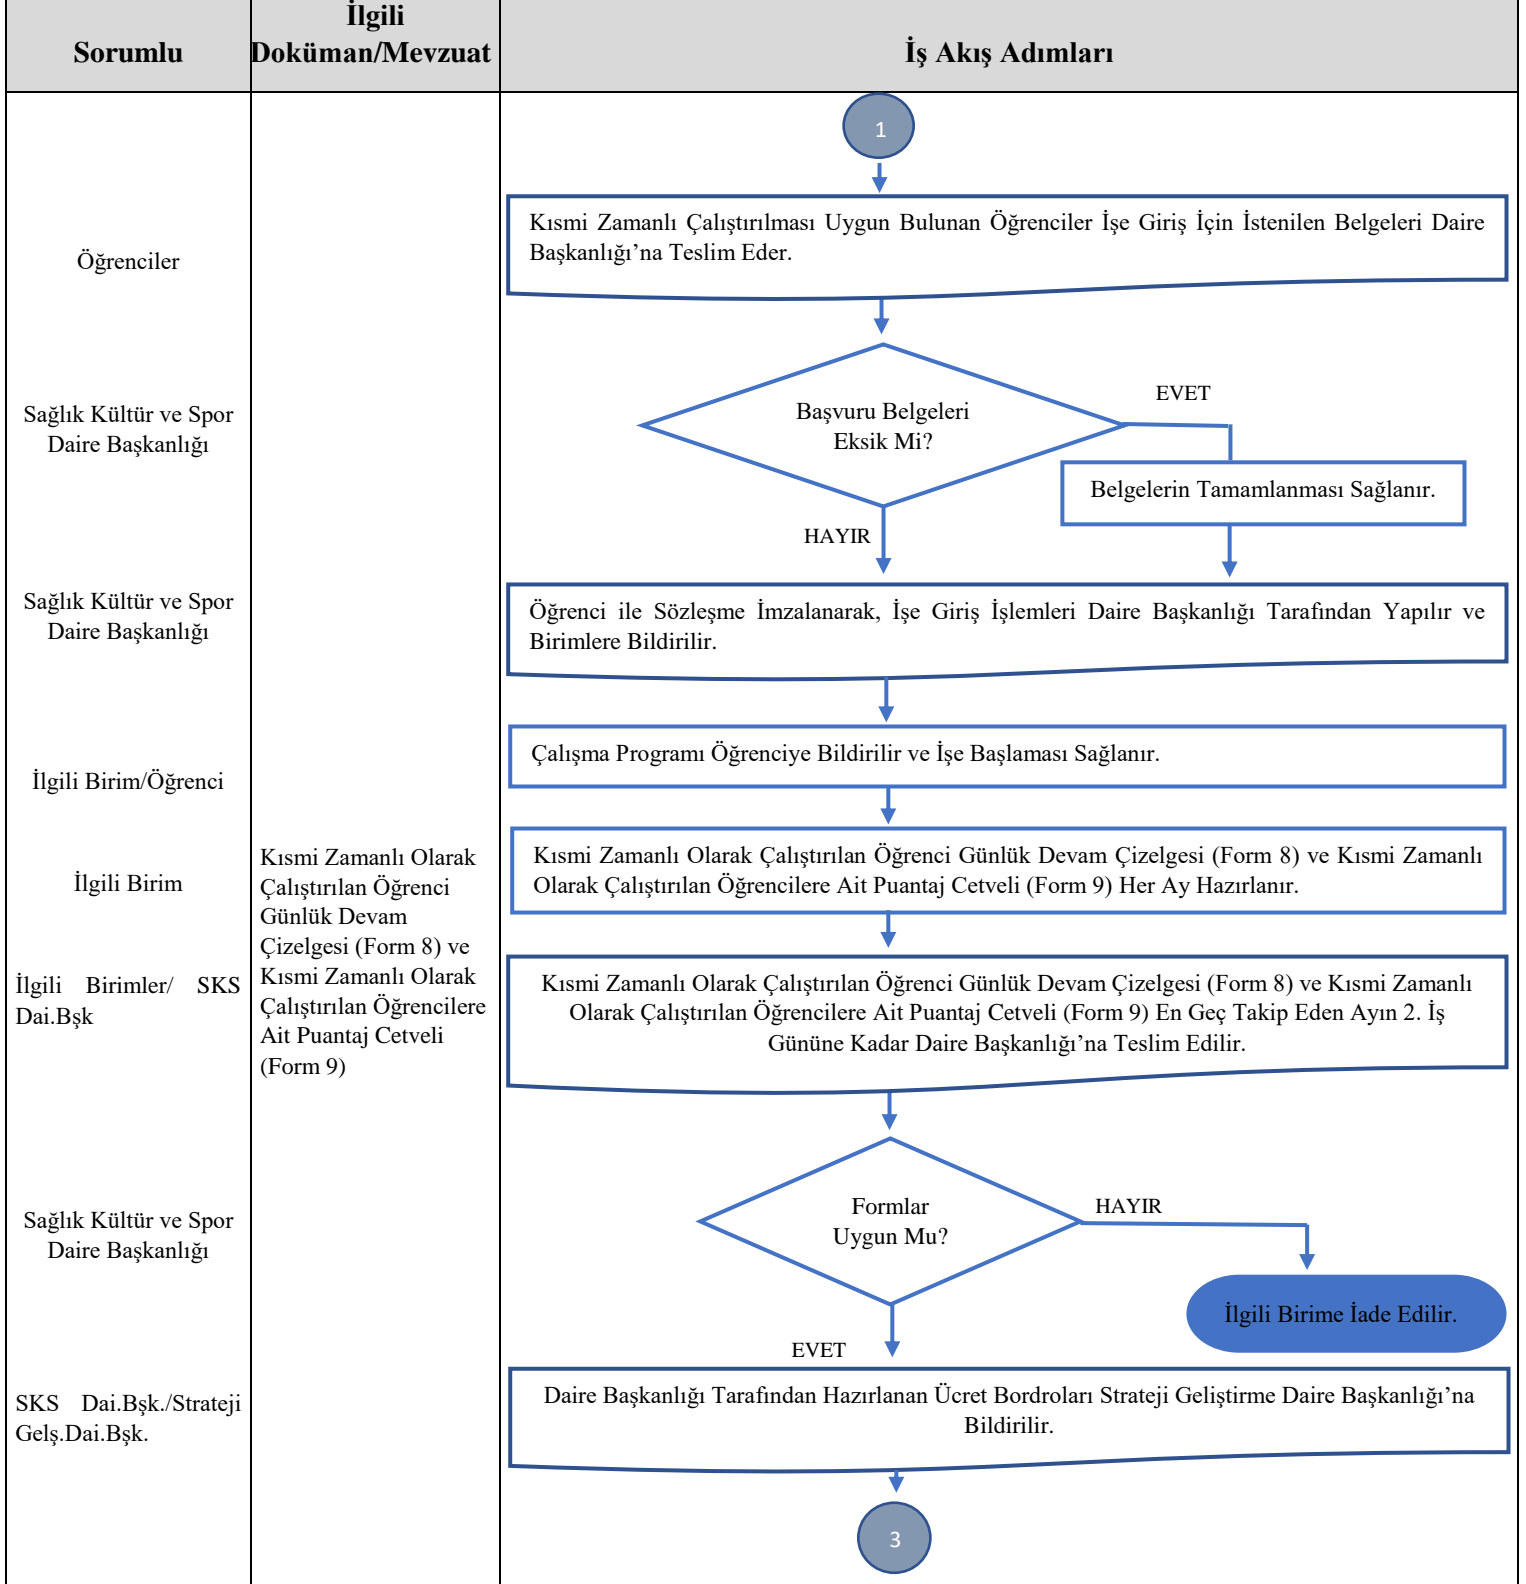 Sorumlu
İlgili
Doküman/Mevzuat
İş Akış Adımları
1
Öğrenciler
Kısmi Zamanlı Çalıştırılması Uygun Bulunan Öğrenciler İşe Giriş İçin İstenilen Belgeleri Daire
Başkanlığı’na Teslim Eder.
Sağlık Kültür ve Spor
Daire Başkanlığı
Başvuru Belgeleri
Eksik Mi?
EVET
Belgelerin Tamamlanması Sağlanır.
HAYIR
Sağlık Kültür ve Spor
Daire Başkanlığı
Öğrenci ile Sözleşme İmzalanarak, İşe Giriş İşlemleri Daire Başkanlığı Tarafından Yapılır ve
Birimlere Bildirilir.
İlgili Birim/Öğrenci
Çalışma Programı Öğrenciye Bildirilir ve İşe Başlaması Sağlanır.
İlgili Birim
Kısmi Zamanlı Olarak
Çalıştırılan Öğrenci
Günlük Devam
Çizelgesi (Form 8) ve
Kısmi Zamanlı Olarak
Çalıştırılan Öğrencilere
Ait Puantaj Cetveli
(Form 9)
Kısmi Zamanlı Olarak Çalıştırılan Öğrenci Günlük Devam Çizelgesi (Form 8) ve Kısmi Zamanlı
Olarak Çalıştırılan Öğrencilere Ait Puantaj Cetveli (Form 9) Her Ay Hazırlanır.
İlgili Birimler/ SKS
Dai.Bşk
Kısmi Zamanlı Olarak Çalıştırılan Öğrenci Günlük Devam Çizelgesi (Form 8) ve Kısmi Zamanlı
Olarak Çalıştırılan Öğrencilere Ait Puantaj Cetveli (Form 9) En Geç Takip Eden Ayın 2. İş
Gününe Kadar Daire Başkanlığı’na Teslim Edilir.
Sağlık Kültür ve Spor
Daire Başkanlığı
Formlar
Uygun Mu?
HAYIR
İlgili Birime İade Edilir.
EVET
SKS Dai.Bşk./Strateji
Gelş.Dai.Bşk.
Daire Başkanlığı Tarafından Hazırlanan Ücret Bordroları Strateji Geliştirme Daire Başkanlığı’na
Bildirilir.
3